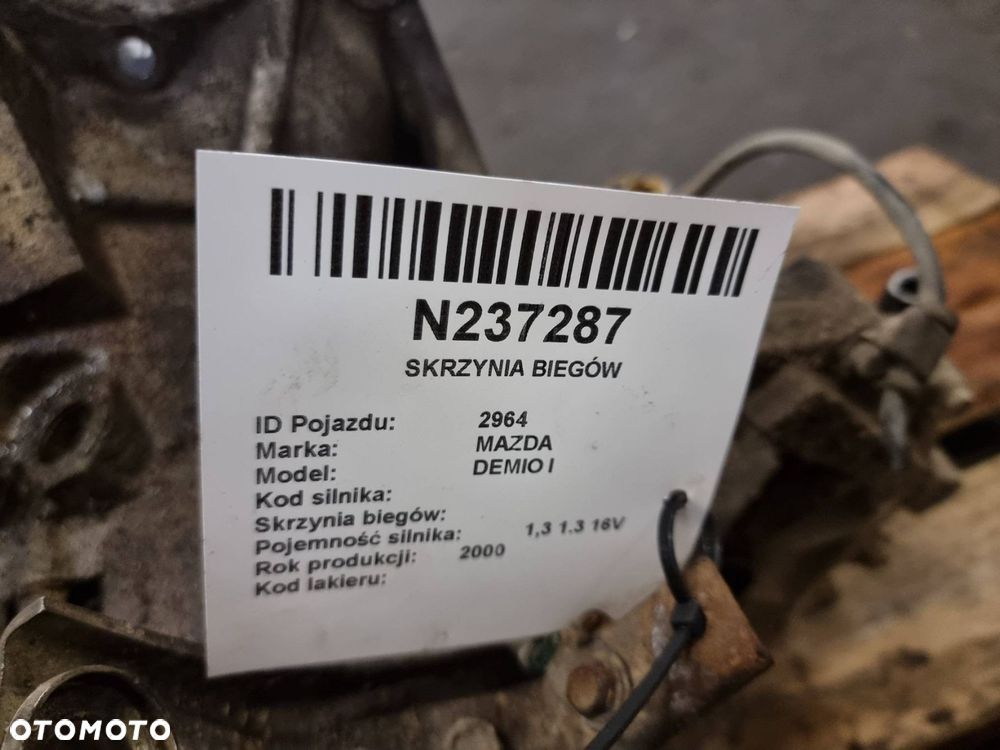 N237287
SKRZYNIA BIEGÓW
ID Pojazdu: 2964
Marka: MAZDA
Model: DEMIO I
Kod silnika:
Skrzynia biegów:
Pojemność silnika: 1,3 1.3 16V
Rok produkcji: 2000
Kod lakieru:
OTOMOTO